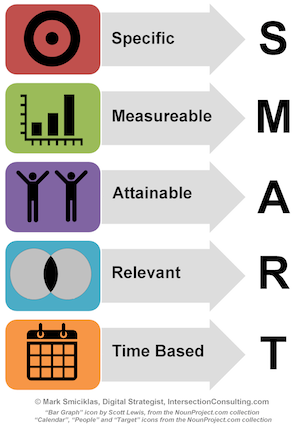 Specific
S
Measureable
M
Attainable
A
Relevant
R
Time Based
T
© Mark Smiciklas, Digital Strategist, IntersectionConsulting.com
"Bar Graph" icon by Scott Lewis, from the NounProject.com collection
"Calendar", "People" and "Target" icons from the NounProject.com collection